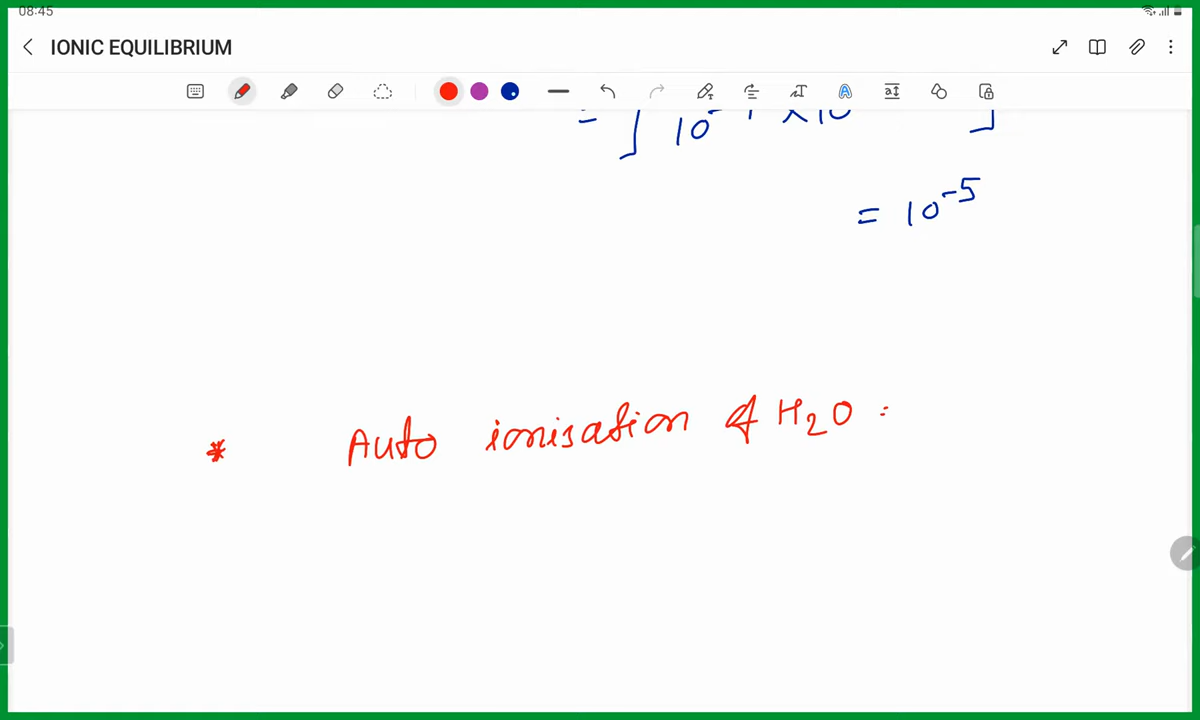 08:45
IONIC EQUILIBRIUM
= 10⁻⁵
* Auto ionisation of H₂O :